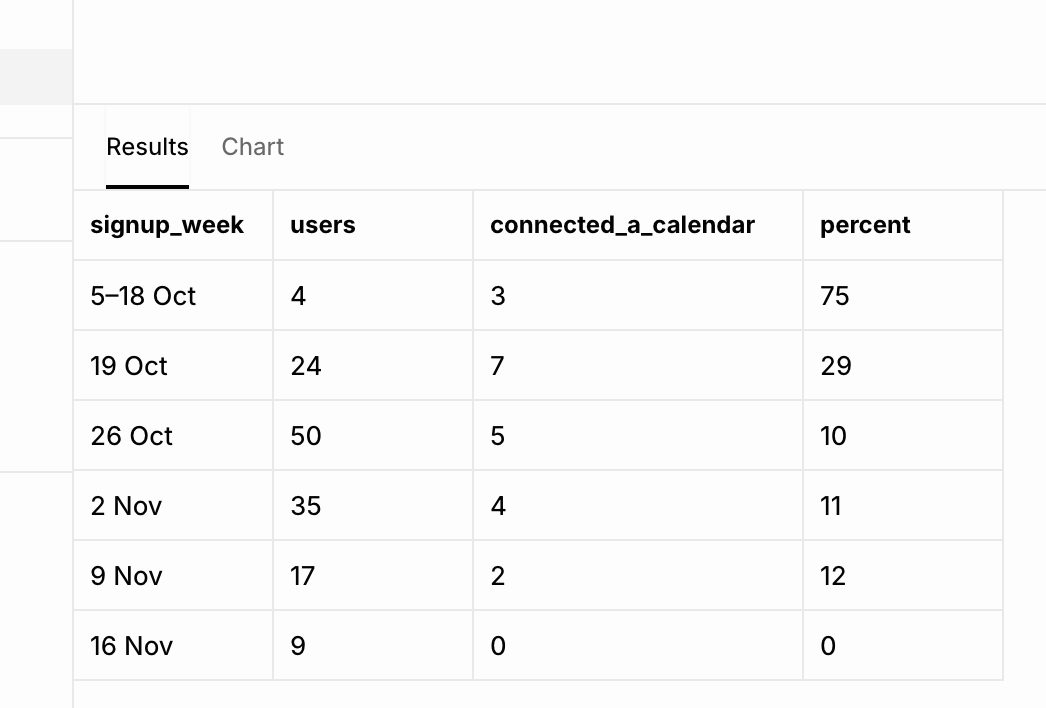 Results Chart
signup_week users connected_a_calendar percent
5–18 Oct 4 3 75
19 Oct 24 7 29
26 Oct 50 5 10
2 Nov 35 4 11
9 Nov 17 2 12
16 Nov 9 0 0